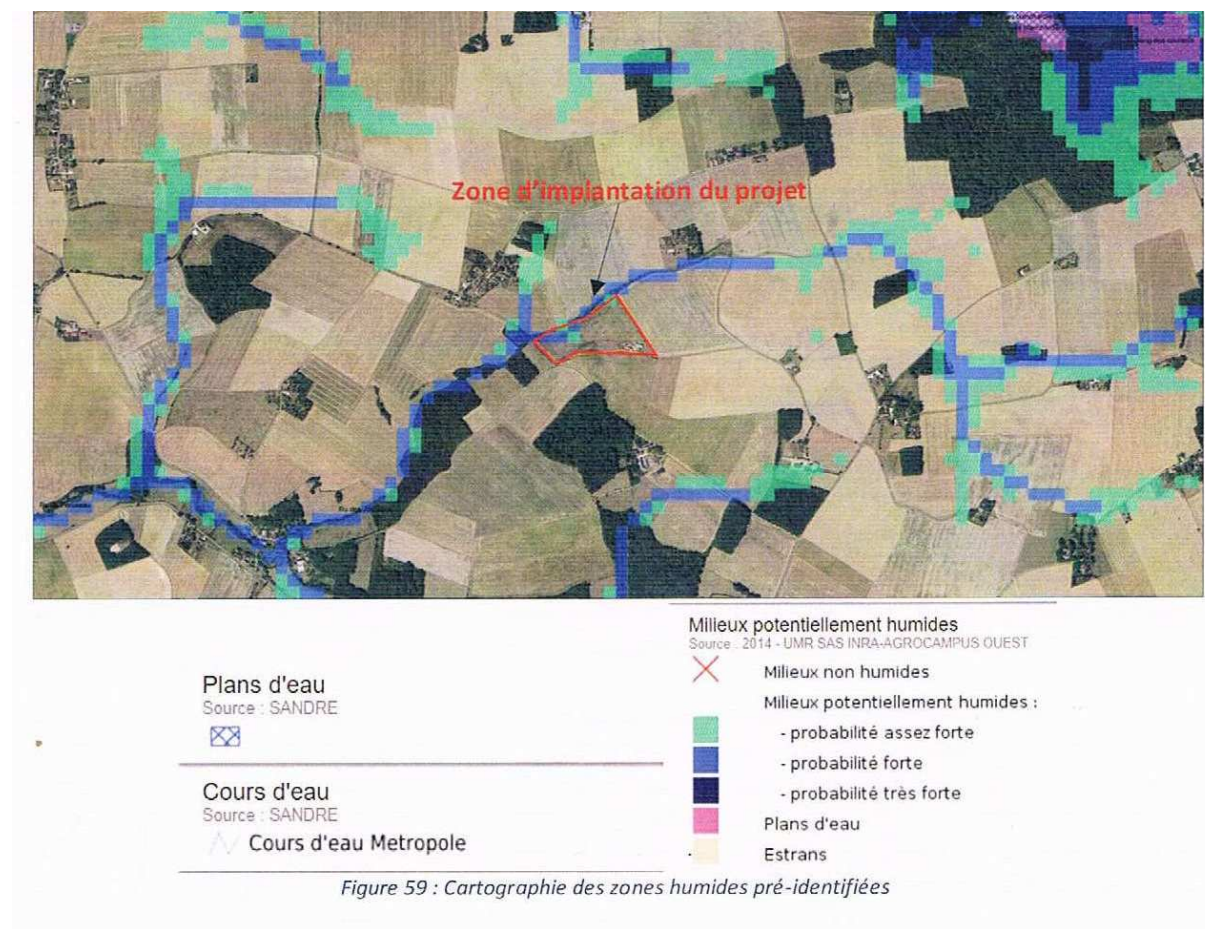 Zone d'implantation du projet
Plans d'eau
Source : SANDRE
Cours d'eau
Source : SANDRE
Cours d'eau Metropole
Milieux potentiellement humides
Source : 2014 - UMR SAS INRA-AGROCAMPUS OUEST
Milieux non humides
Milieux potentiellement humides :
- probabilité assez forte
- probabilité forte
- probabilité très forte
Plans d'eau
Estrans
Figure 59 : Cartographie des zones humides pré-identifiées